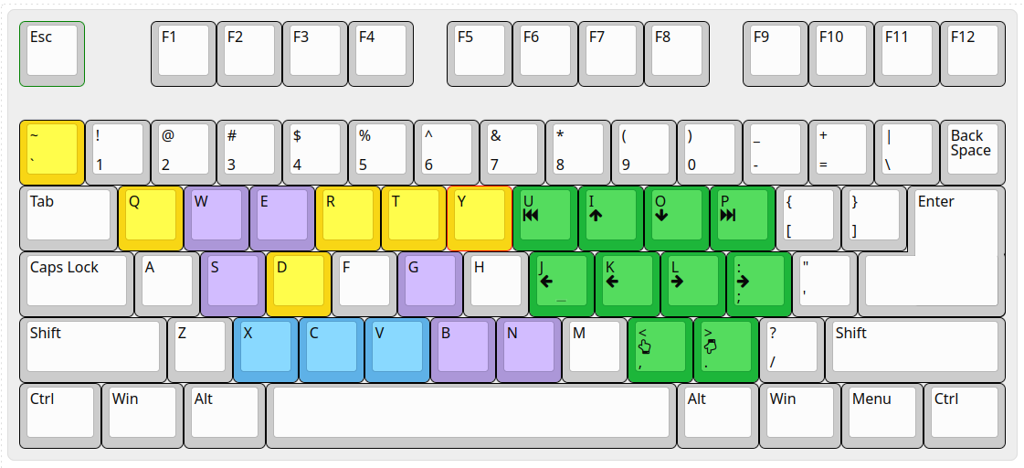 Esc F1 F2 F3 F4 F5 F6 F7 F8 F9 F10 F11 F12
~ ! @ # $ % ^ & * ( ) _ + | Back
Space
` 1 2 3 4 5 6 7 8 9 0 - = \
Tab Q W E R T Y U I O P { } Enter
⏮ ↑ ↓ ⏭ [ ]
Caps Lock A S D F G H J K L : "
← ← → → 
_ ; '
Shift Z X C V B N M < > ? Shift
, . /
Ctrl Win Alt Alt Win Menu Ctrl